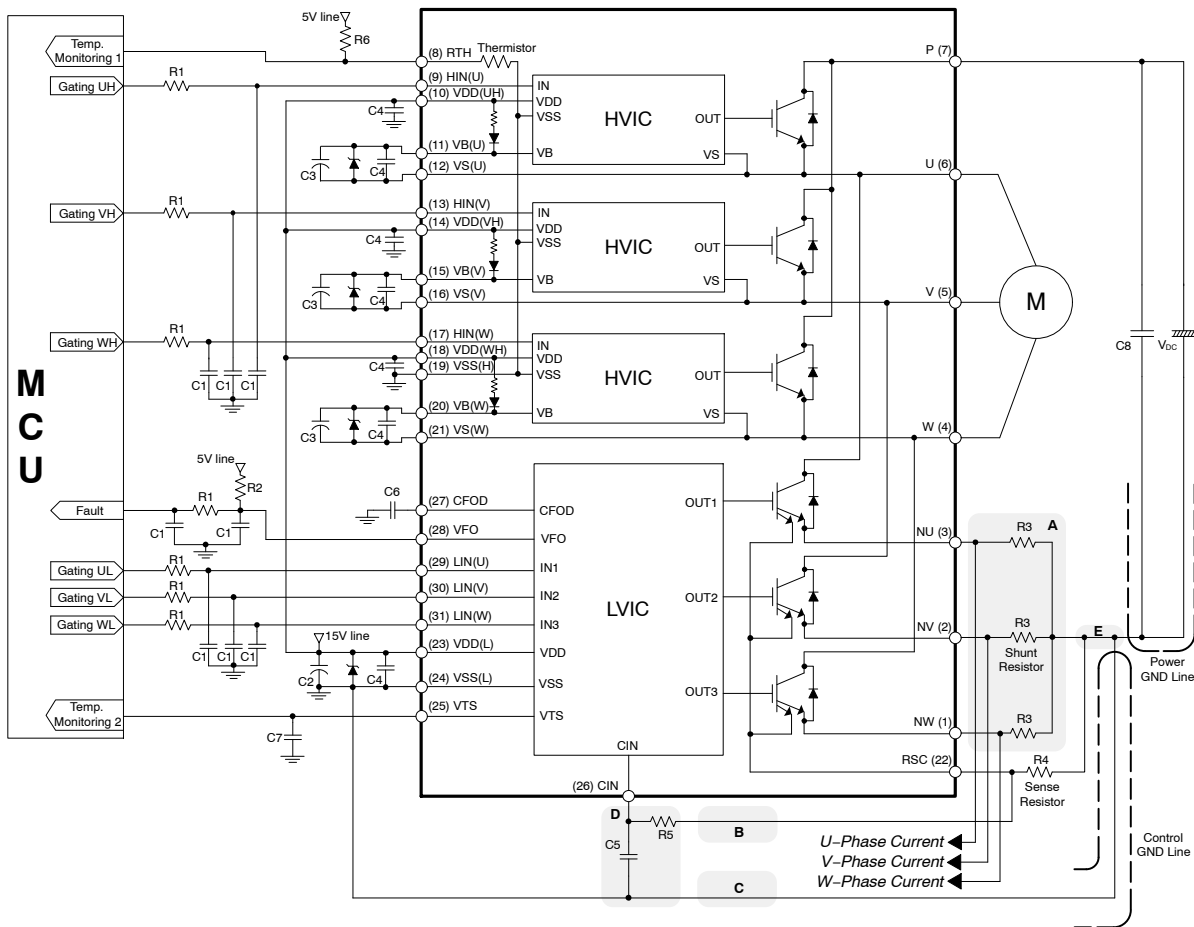 MCU
Temp.
Monitoring 1
5V line
R6
(8) RTH
Thermistor
P (7)
Gating UH
R1
(9) HIN(U)
(10) VDD(UH)
C4
IN
VDD
VSS
HVIC
OUT
VB
VS
(11) VB(U)
(12) VS(U)
C3
C4
U (6)
Gating VH
R1
(13) HIN(V)
(14) VDD(VH)
C4
IN
VDD
VSS
HVIC
OUT
VB
VS
(15) VB(V)
(16) VS(V)
C3
C4
V (5)
M
Gating WH
R1
(17) HIN(W)
(18) VDD(WH)
C4
(19) VSS(H)
IN
VDD
VSS
HVIC
OUT
VB
VS
C1
C1
C1
(20) VB(W)
(21) VS(W)
C3
C4
W (4)
C8
VDC
5V line
R2
Fault
R1
C1
C1
C6
(27) CFOD
CFOD
(28) VFO
VFO
OUT1
NU (3)
R3
A
Gating UL
R1
(29) LIN(U)
IN1
Gating VL
R1
(30) LIN(V)
IN2
LVIC
OUT2
Gating WL
R1
(31) LIN(W)
IN3
C1
C1
C1
NV (2)
R3
Shunt
Resistor
E
Power
GND Line
15V line
(23) VDD(L)
VDD
C2
C4
(24) VSS(L)
VSS
OUT3
Temp.
Monitoring 2
(25) VTS
VTS
C7
NW (1)
R3
CIN
RSC (22)
R4
Sense
Resistor
(26) CIN
D
R5
B
C5
C
U−Phase Current
V−Phase Current
W−Phase Current
Control
GND Line